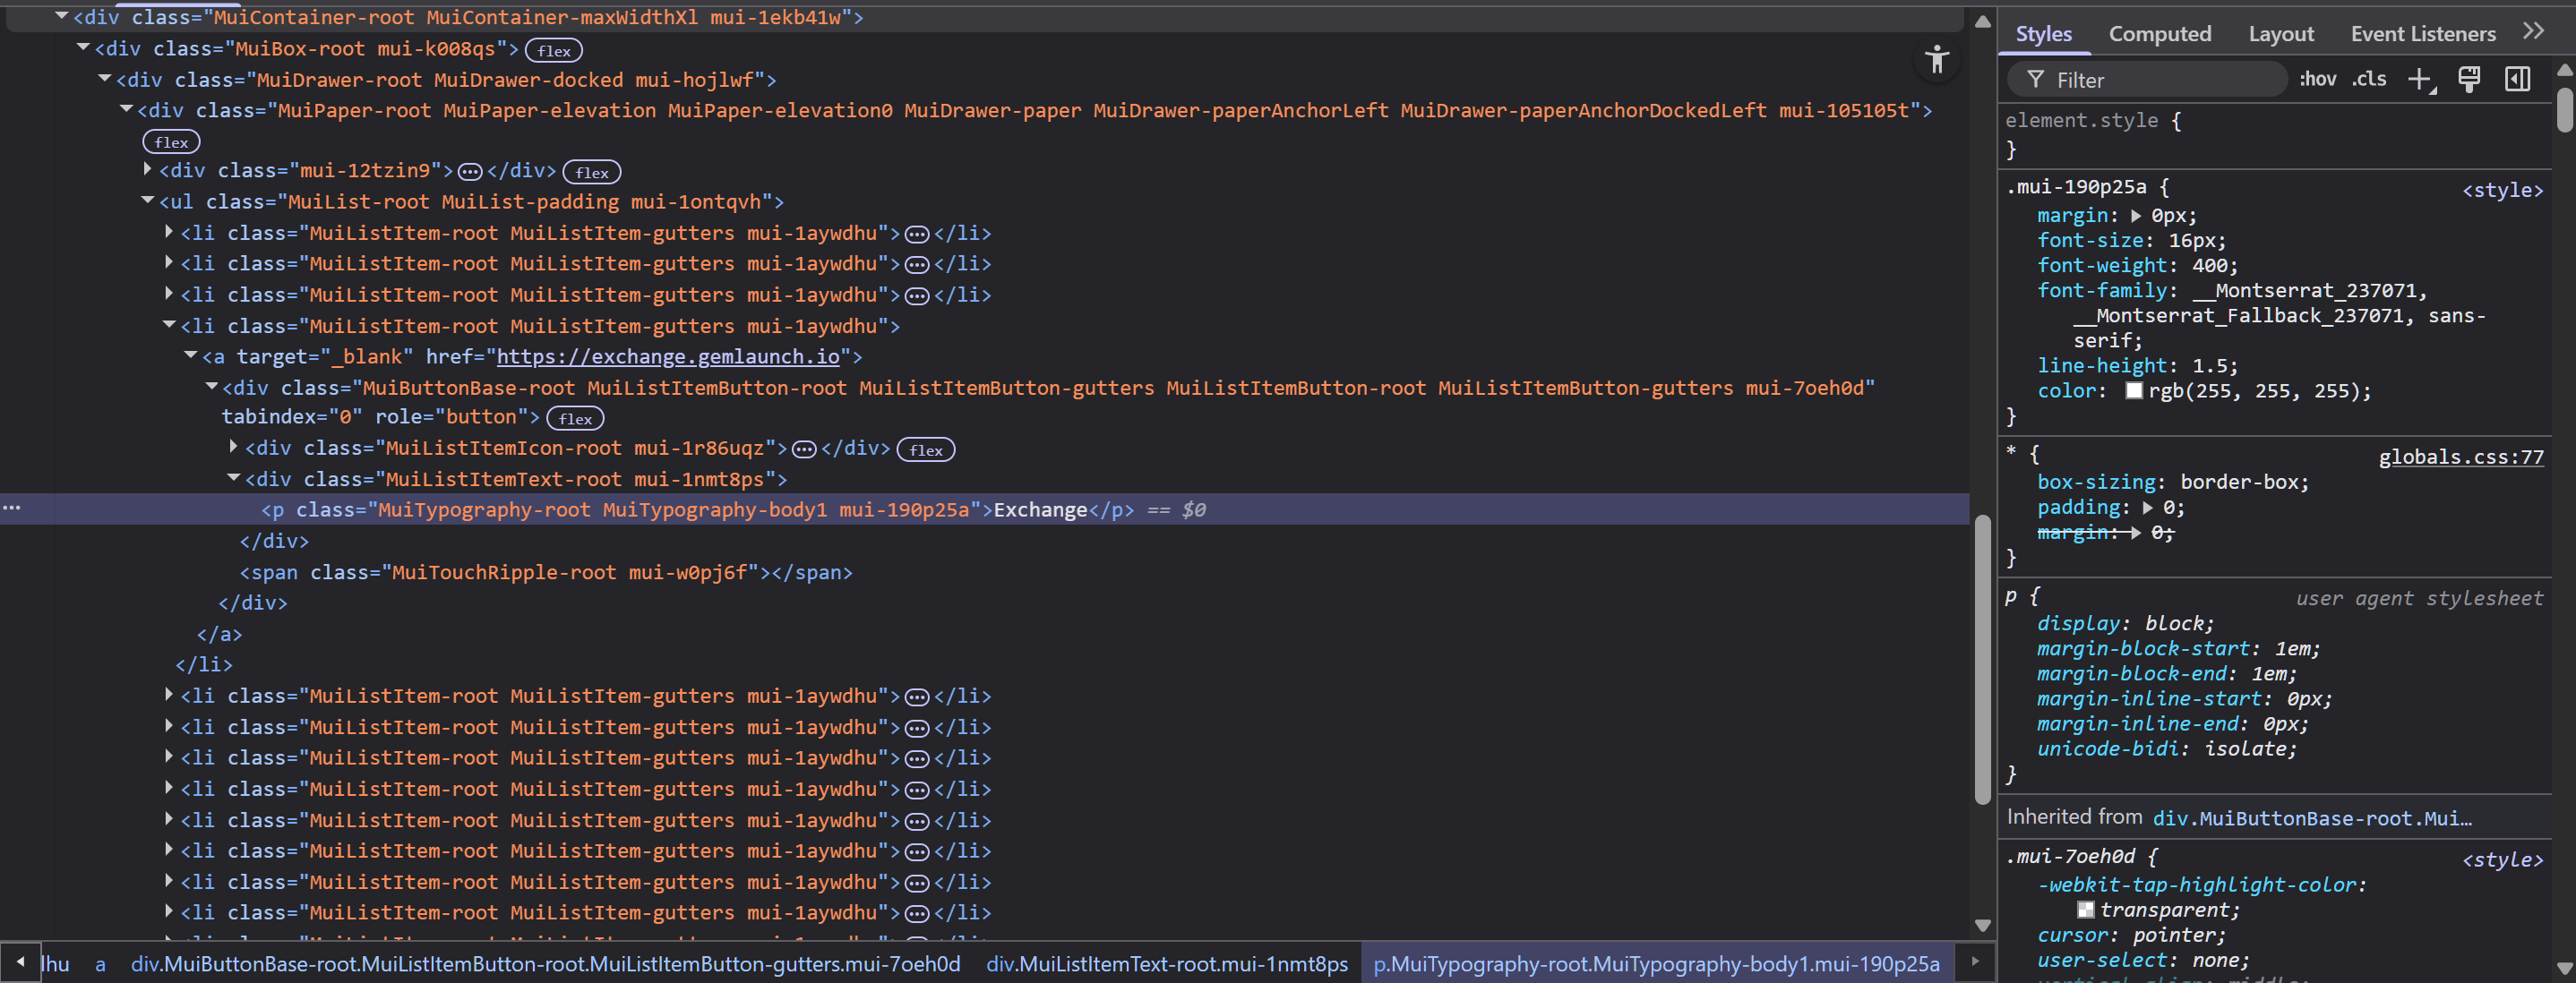 <div class="MuiContainer-root MuiContainer-maxWidthXl mui-1ekb41w">
<div class="MuiBox-root mui-k008qs"> flex
<div class="MuiDrawer-root MuiDrawer-docked mui-hojlwf">
<div class="MuiPaper-root MuiPaper-elevation MuiPaper-elevation0 MuiDrawer-paper MuiDrawer-paperAnchorLeft MuiDrawer-paperAnchorDockedLeft mui-105105t">
flex
<div class="mui-12tzin9">…</div> flex
<ul class="MuiList-root MuiList-padding mui-1ontqvh">
<li class="MuiListItem-root MuiListItem-gutters mui-1aywdhu">…</li>
<li class="MuiListItem-root MuiListItem-gutters mui-1aywdhu">…</li>
<li class="MuiListItem-root MuiListItem-gutters mui-1aywdhu">…</li>
<li class="MuiListItem-root MuiListItem-gutters mui-1aywdhu">
<a target="_blank" href="https://exchange.gemlaunch.io">
<div class="MuiButtonBase-root MuiListItemButton-root MuiListItemButton-gutters MuiListItemButton-root MuiListItemButton-gutters mui-7oeh0d"
tabindex="0" role="button"> flex
<div class="MuiListItemIcon-root mui-1r86uqz">…</div> flex
<div class="MuiListItemText-root mui-1nmt8ps">
… <p class="MuiTypography-root MuiTypography-body1 mui-190p25a">Exchange</p> == $0
</div>
<span class="MuiTouchRipple-root mui-w0pj6f"></span>
</div>
</a>
</li>
<li class="MuiListItem-root MuiListItem-gutters mui-1aywdhu">…</li>
<li class="MuiListItem-root MuiListItem-gutters mui-1aywdhu">…</li>
<li class="MuiListItem-root MuiListItem-gutters mui-1aywdhu">…</li>
<li class="MuiListItem-root MuiListItem-gutters mui-1aywdhu">…</li>
<li class="MuiListItem-root MuiListItem-gutters mui-1aywdhu">…</li>
<li class="MuiListItem-root MuiListItem-gutters mui-1aywdhu">…</li>
<li class="MuiListItem-root MuiListItem-gutters mui-1aywdhu">…</li>
<li class="MuiListItem-root MuiListItem-gutters mui-1aywdhu">…</li>
lhu a div.MuiButtonBase-root.MuiListItemButton-root.MuiListItemButton-gutters.mui-7oeh0d div.MuiListItemText-root.mui-1nmt8ps p.MuiTypography-root.MuiTypography-body1.mui-190p25a
Styles Computed Layout Event Listeners
Filter :hov .cls
element.style {
}
.mui-190p25a { <style>
margin: 0px;
font-size: 16px;
font-weight: 400;
font-family: __Montserrat_237071,
__Montserrat_Fallback_237071, sans-
serif;
line-height: 1.5;
color: rgb(255, 255, 255);
}
* { globals.css:77
box-sizing: border-box;
padding: 0;
margin: 0;
}
p { user agent stylesheet
display: block;
margin-block-start: 1em;
margin-block-end: 1em;
margin-inline-start: 0px;
margin-inline-end: 0px;
unicode-bidi: isolate;
}
Inherited from div.MuiButtonBase-root.Mui…
.mui-7oeh0d { <style>
-webkit-tap-highlight-color:
transparent;
cursor: pointer;
user-select: none;